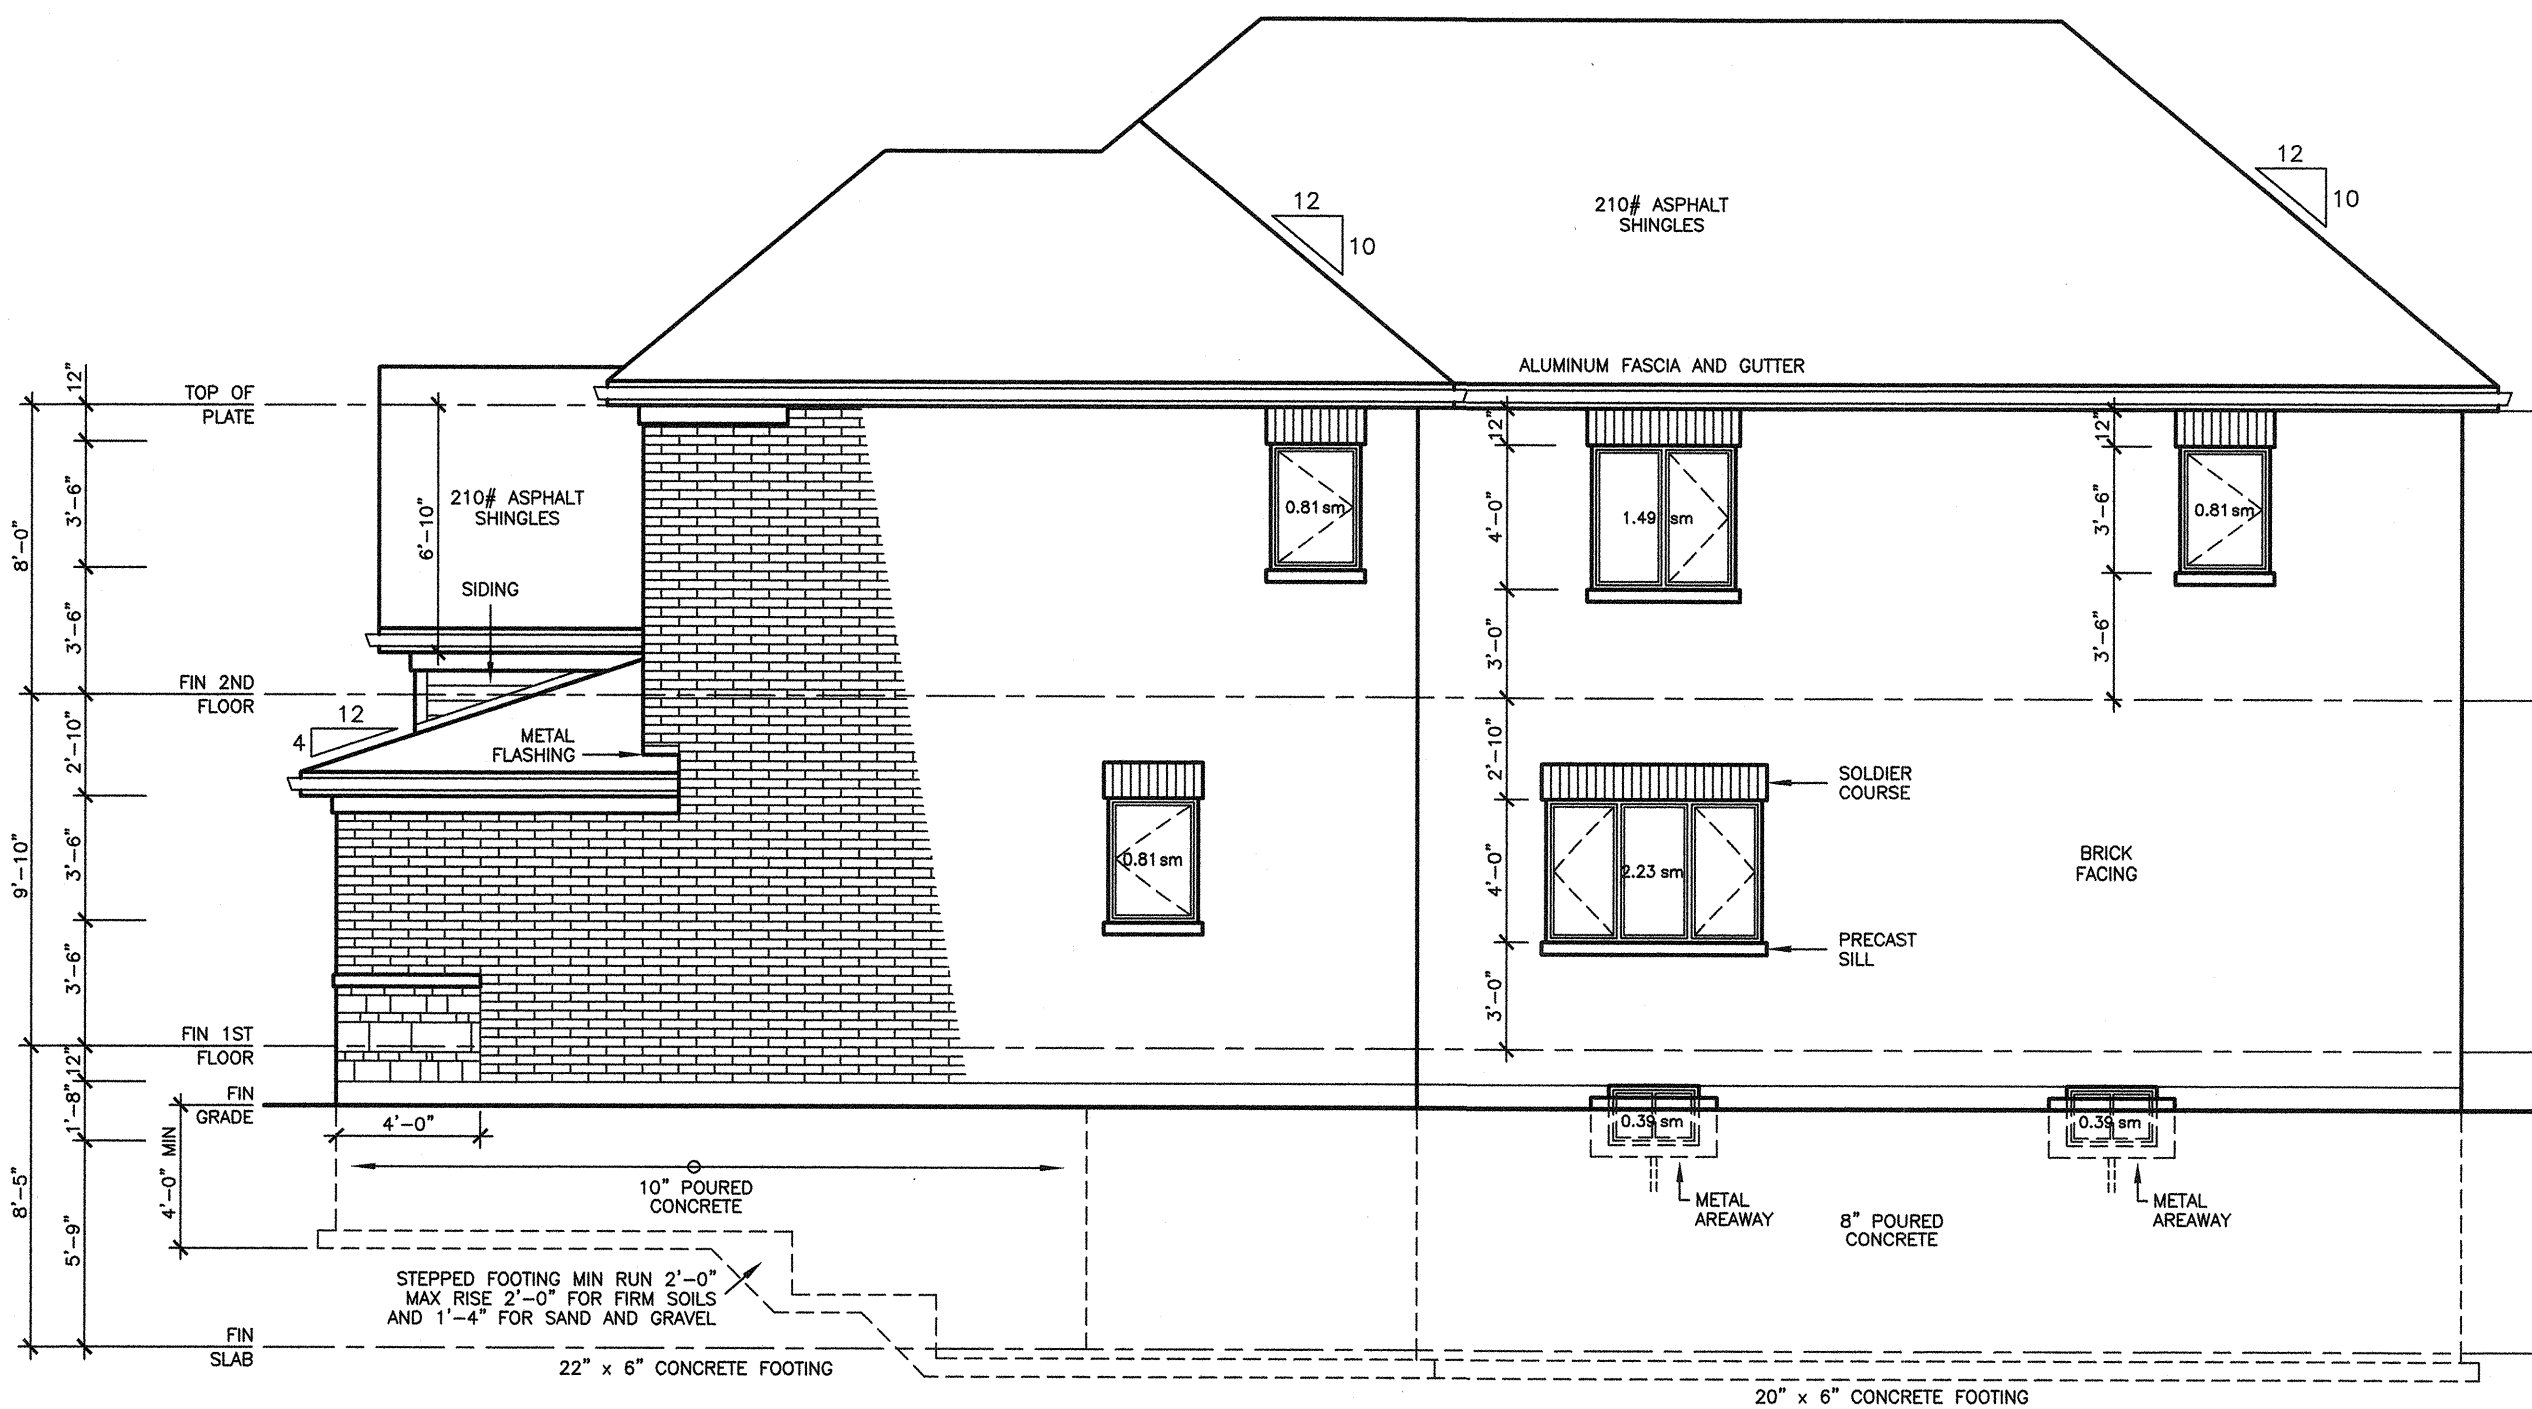 12
10
12
10
210# ASPHALT
SHINGLES
ALUMINUM FASCIA AND GUTTER
12"
TOP OF
PLATE
12"
12"
8'-0"
3'-6"
6'-10"
210# ASPHALT
SHINGLES
0.81 sm
4'-0"
1.49 sm
3'-6"
0.81 sm
3'-6"
SIDING
3'-0"
3'-6"
FIN 2ND
FLOOR
12
4
METAL
FLASHING
2'-10"
2'-10"
SOLDIER
COURSE
9'-10"
3'-6"
0.81 sm
4'-0"
2.23 sm
BRICK
FACING
PRECAST
SILL
3'-6"
3'-0"
FIN 1ST
FLOOR
12"
FIN
GRADE
1'-8"
4'-0"
0.39 sm
0.39 sm
4'-0" MIN
10" POURED
CONCRETE
METAL
AREAWAY
METAL
AREAWAY
8" POURED
CONCRETE
8'-5"
5'-9"
STEPPED FOOTING MIN RUN 2'-0"
MAX RISE 2'-0" FOR FIRM SOILS
AND 1'-4" FOR SAND AND GRAVEL
FIN
SLAB
22" x 6" CONCRETE FOOTING
20" x 6" CONCRETE FOOTING